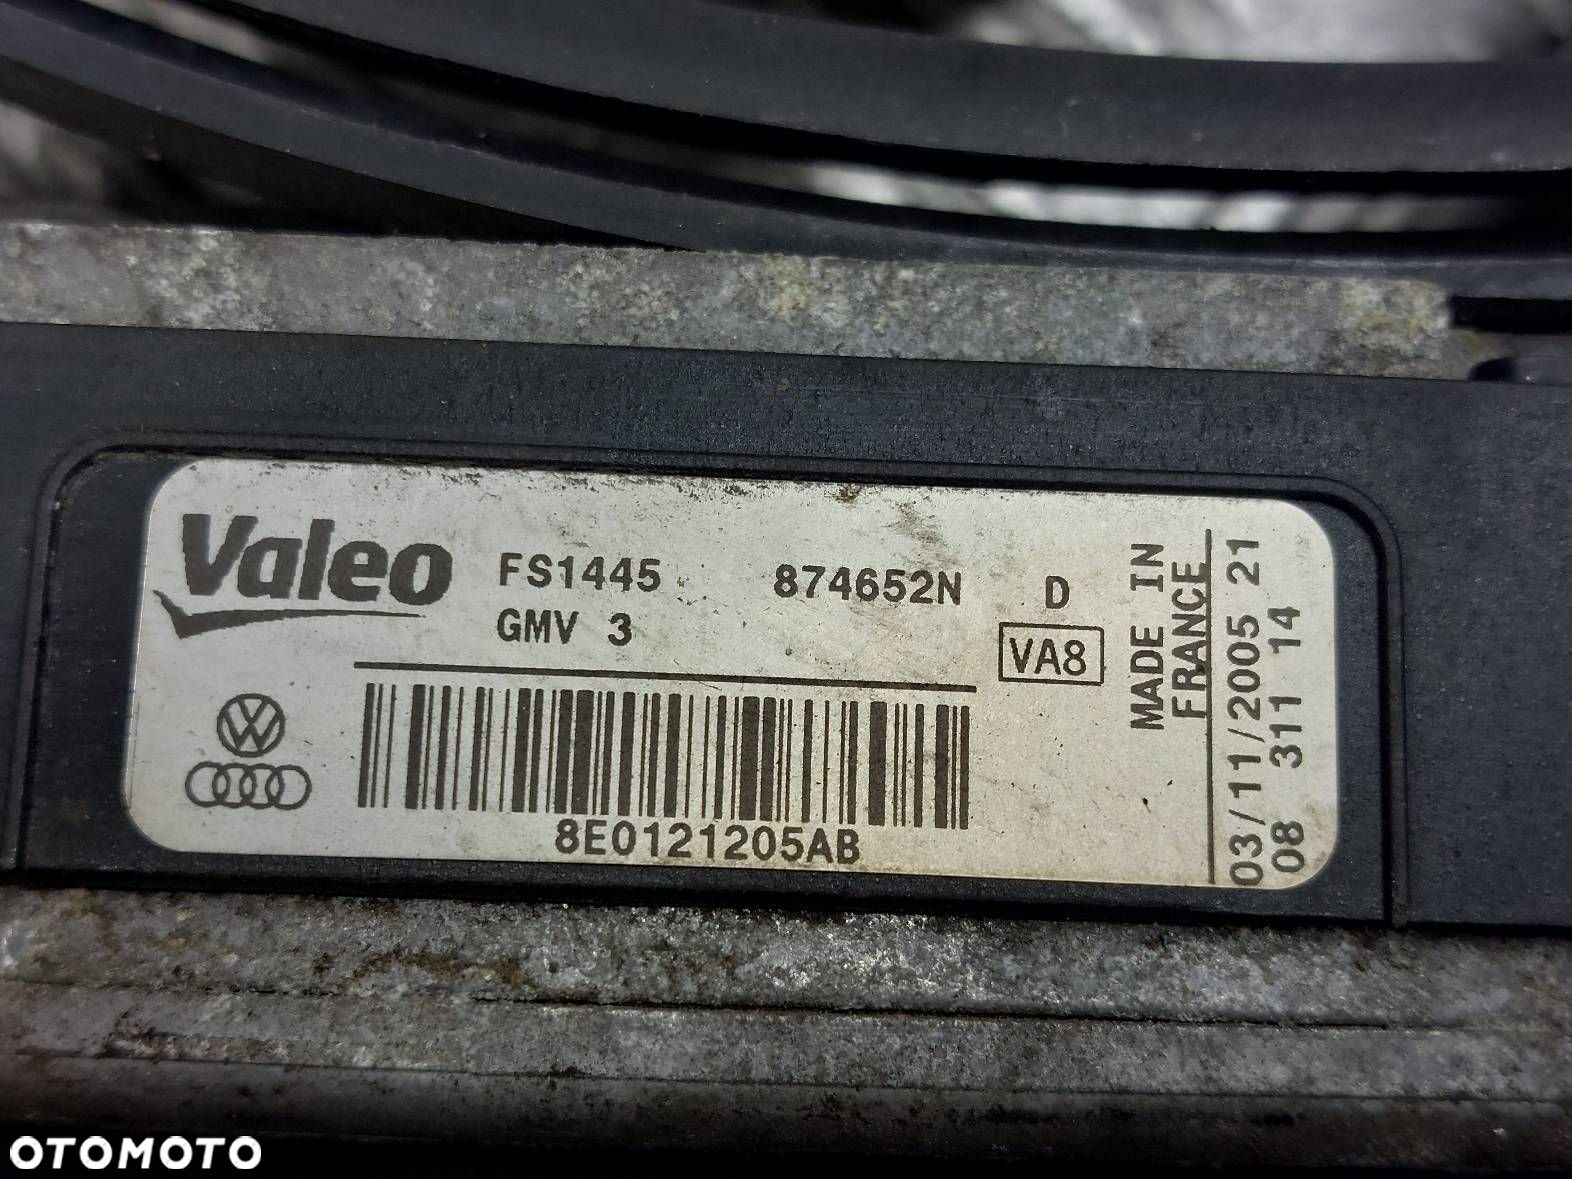 Valeo
FS1445 874652N D
GMV 3
VA8
8E0121205AB
MADE IN
FRANCE
03/11/2005 21
08 311 14
OTOMOTO